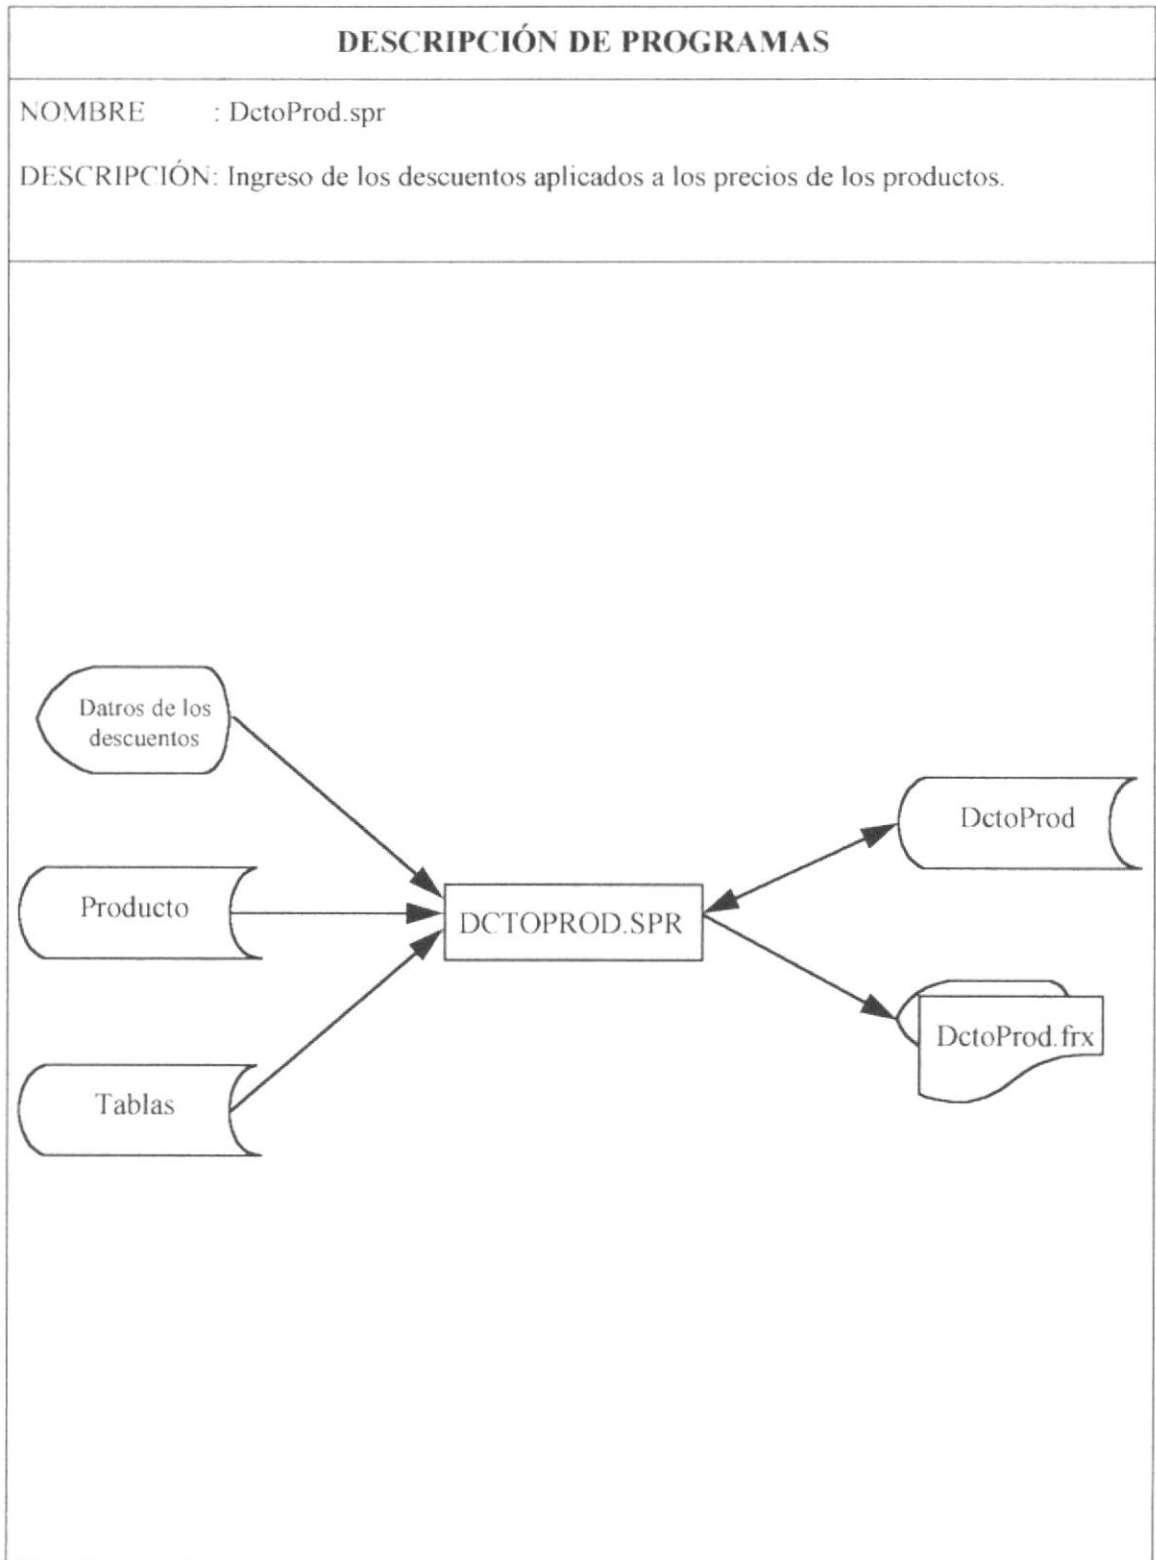 DESCRIPCIÓN DE PROGRAMAS
NOMBRE : DctoProd.spr
DESCRIPCIÓN: Ingreso de los descuentos aplicados a los precios de los productos.
Datros de los
descuentos
Producto
Tablas
DCTOPROD.SPR
DctoProd
DctoProd.frx